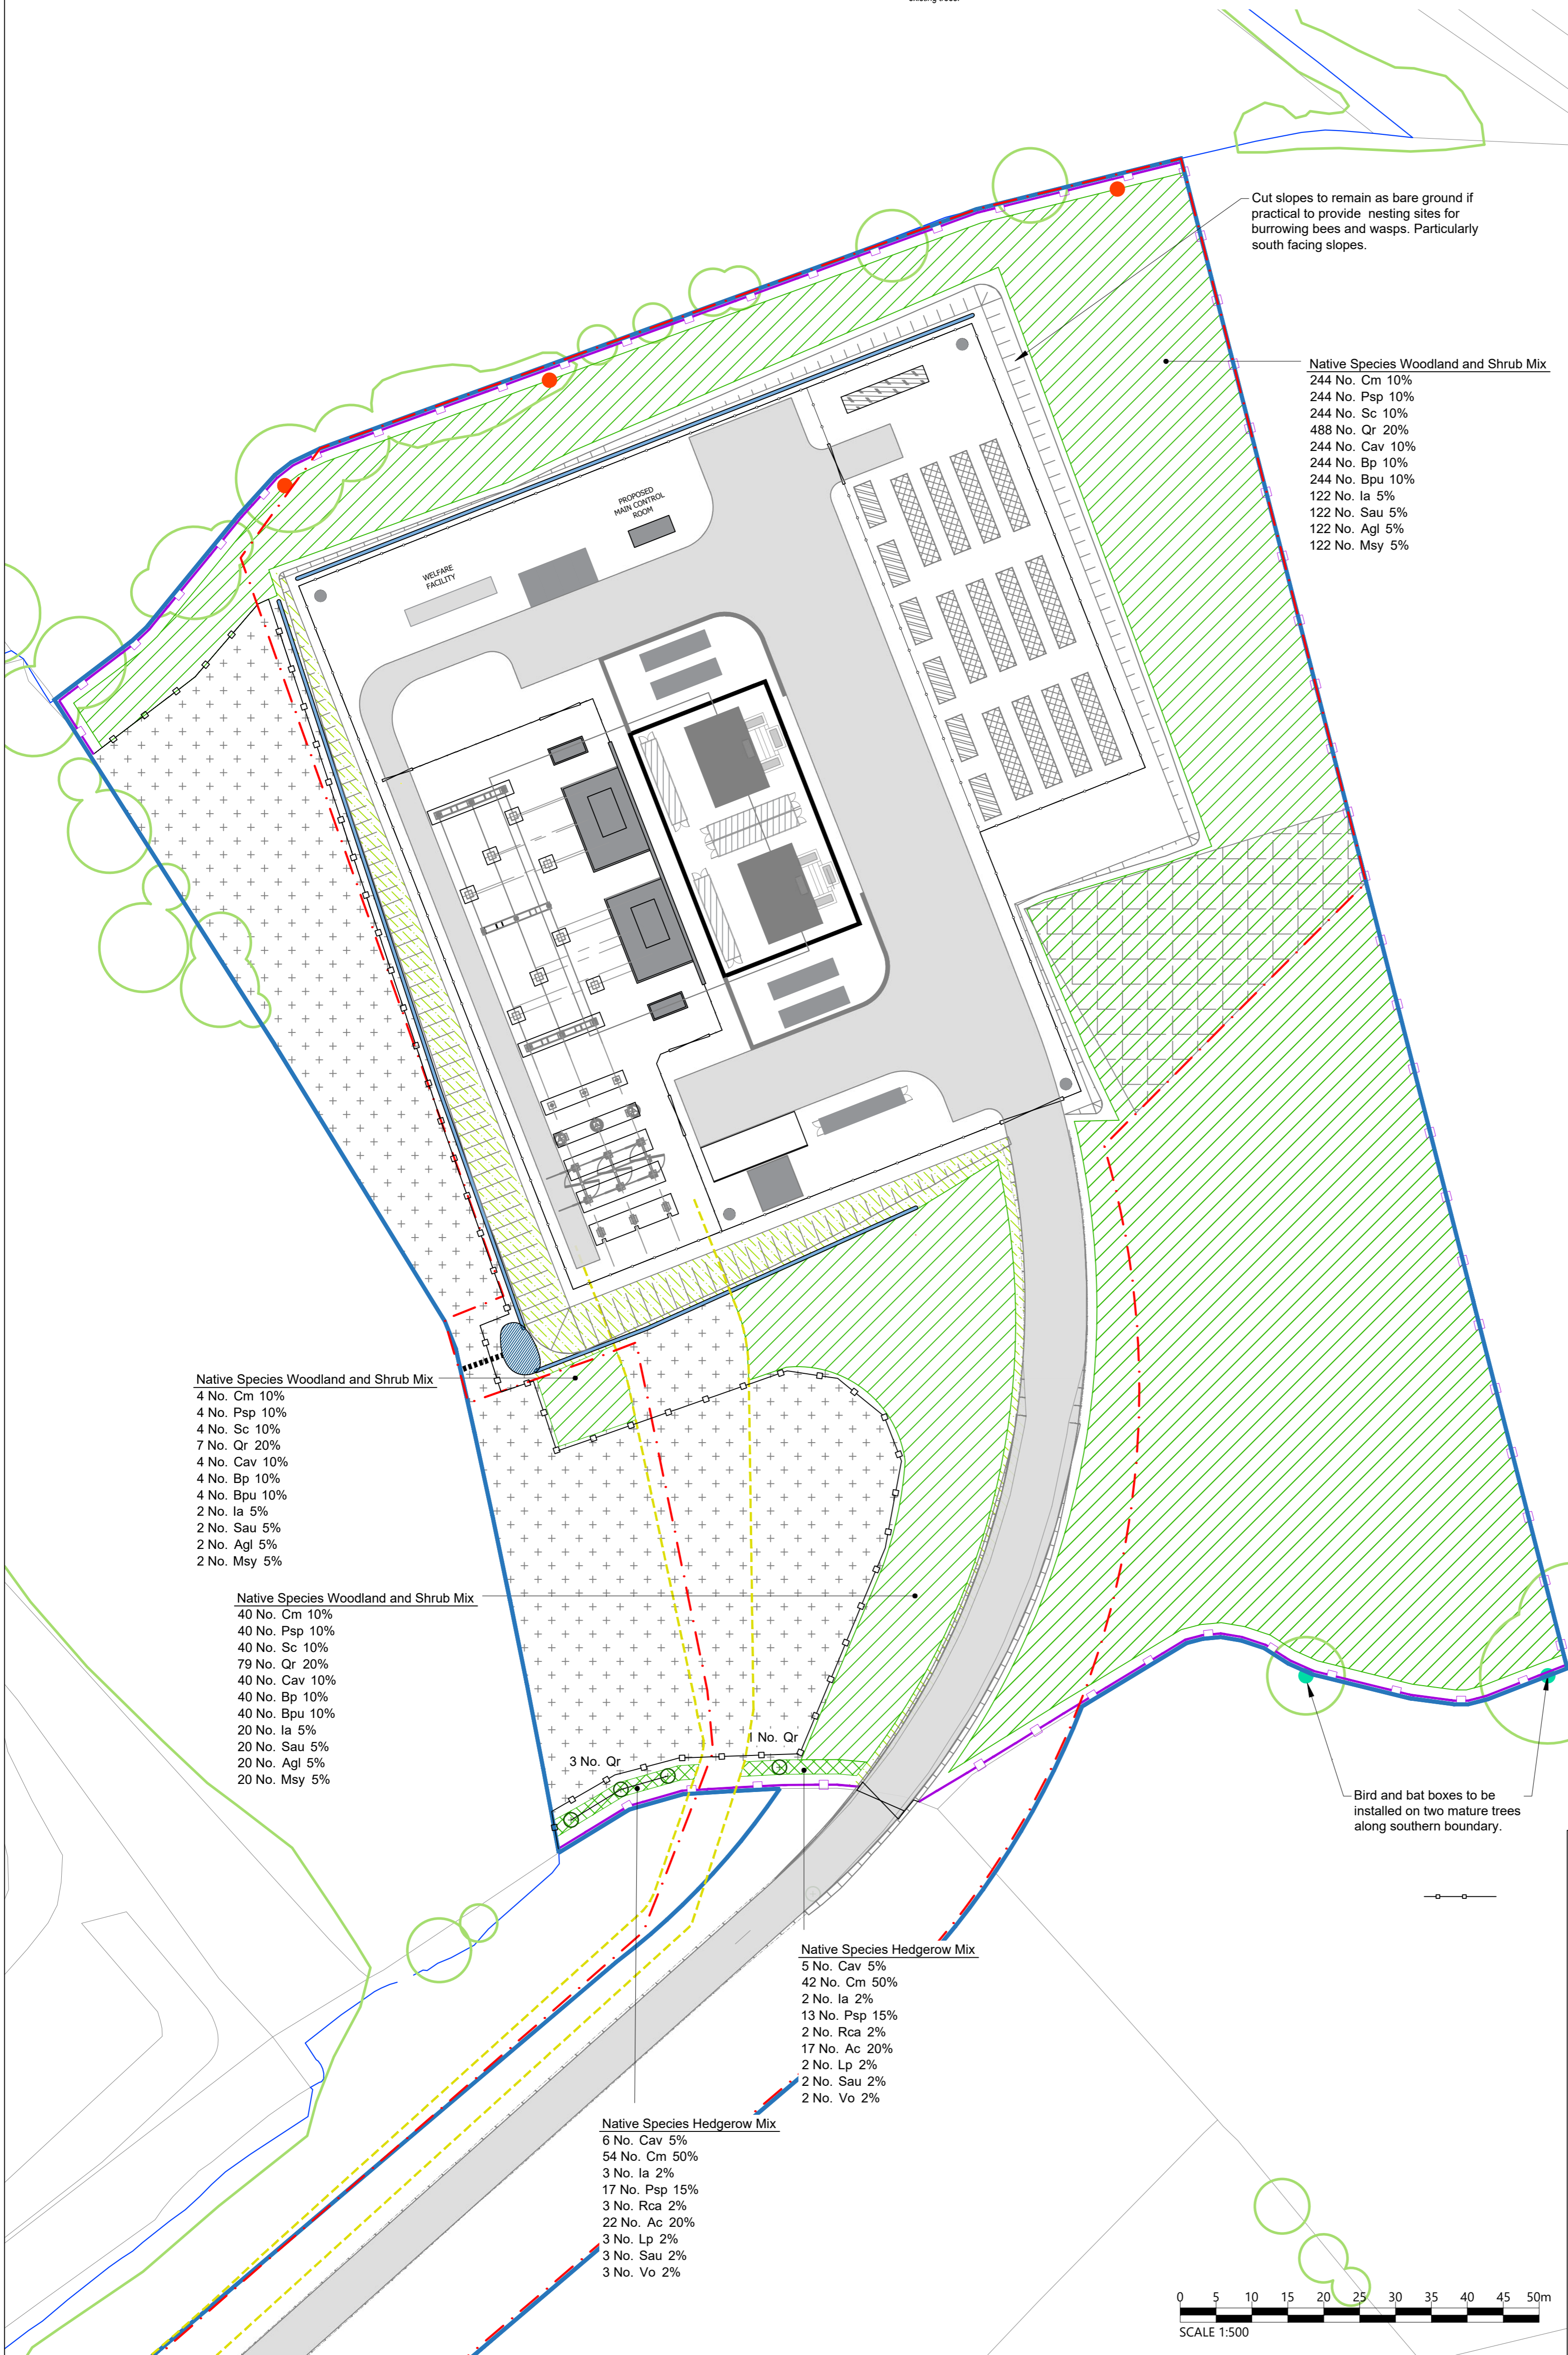 existing trees.
Cut slopes to remain as bare ground if
practical to provide nesting sites for
burrowing bees and wasps. Particularly
south facing slopes.
Native Species Woodland and Shrub Mix
244 No. Cm 10%
244 No. Psp 10%
244 No. Sc 10%
488 No. Qr 20%
244 No. Cav 10%
244 No. Bp 10%
244 No. Bpu 10%
122 No. Ia 5%
122 No. Sau 5%
122 No. Agl 5%
122 No. Msy 5%
PROPOSED
MAIN CONTROL
ROOM
WELFARE
FACILITY
Native Species Woodland and Shrub Mix
4 No. Cm 10%
4 No. Psp 10%
4 No. Sc 10%
7 No. Qr 20%
4 No. Cav 10%
4 No. Bp 10%
4 No. Bpu 10%
2 No. Ia 5%
2 No. Sau 5%
2 No. Agl 5%
2 No. Msy 5%
Native Species Woodland and Shrub Mix
40 No. Cm 10%
40 No. Psp 10%
40 No. Sc 10%
79 No. Qr 20%
40 No. Cav 10%
40 No. Bp 10%
40 No. Bpu 10%
20 No. Ia 5%
20 No. Sau 5%
20 No. Agl 5%
20 No. Msy 5%
3 No. Qr
1 No. Qr
Bird and bat boxes to be
installed on two mature trees
along southern boundary.
Native Species Hedgerow Mix
5 No. Cav 5%
42 No. Cm 50%
2 No. Ia 2%
13 No. Psp 15%
2 No. Rca 2%
17 No. Ac 20%
2 No. Lp 2%
2 No. Sau 2%
2 No. Vo 2%
Native Species Hedgerow Mix
6 No. Cav 5%
54 No. Cm 50%
3 No. Ia 2%
17 No. Psp 15%
3 No. Rca 2%
22 No. Ac 20%
3 No. Lp 2%
3 No. Sau 2%
3 No. Vo 2%
0 5 10 15 20 25 30 35 40 45 50m
SCALE 1:500